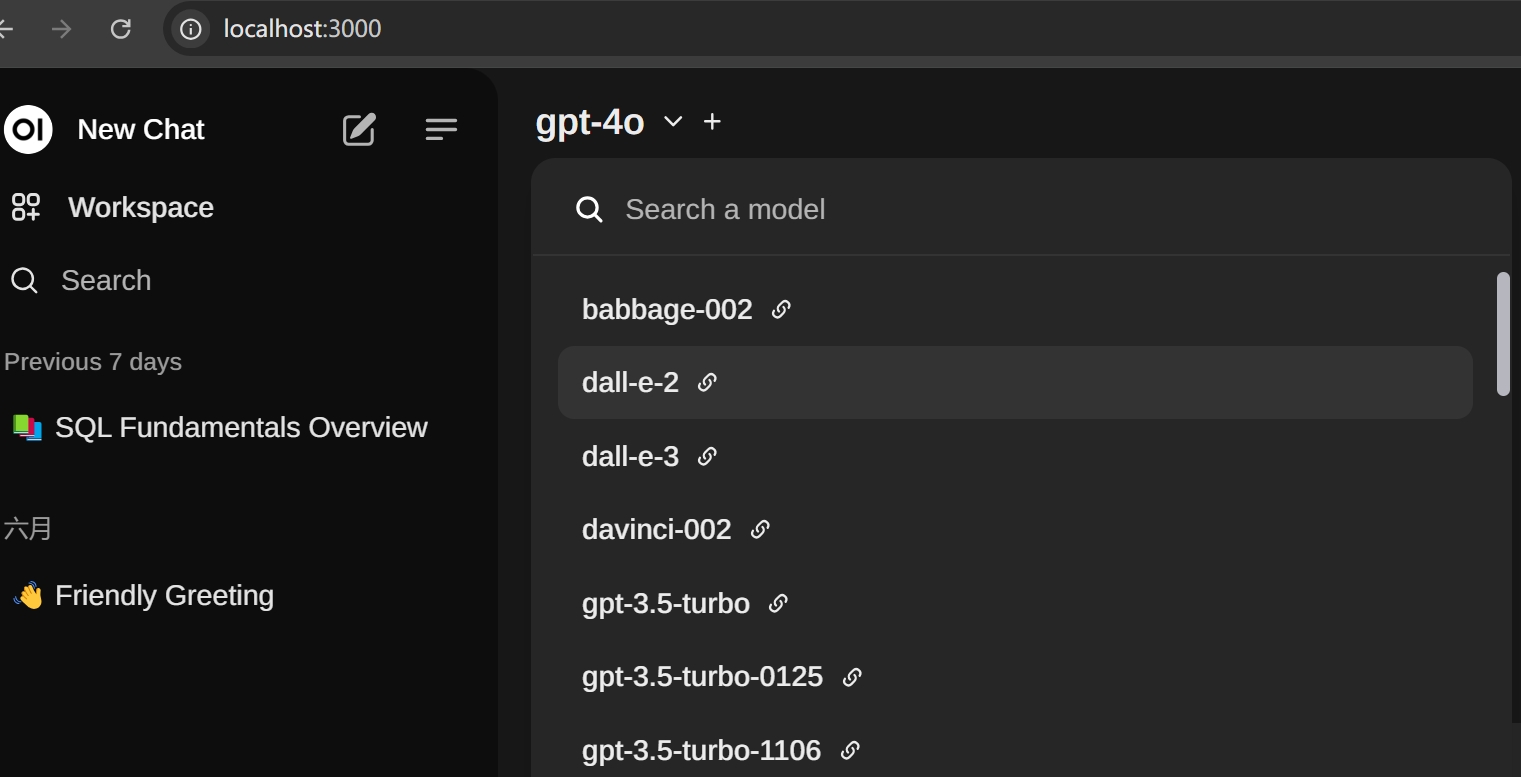 localhost:3000
OI New Chat
Workspace
Search
Previous 7 days
SQL Fundamentals Overview
六月
Friendly Greeting
gpt-4o
Search a model
babbage-002
dall-e-2
dall-e-3
davinci-002
gpt-3.5-turbo
gpt-3.5-turbo-0125
gpt-3.5-turbo-1106